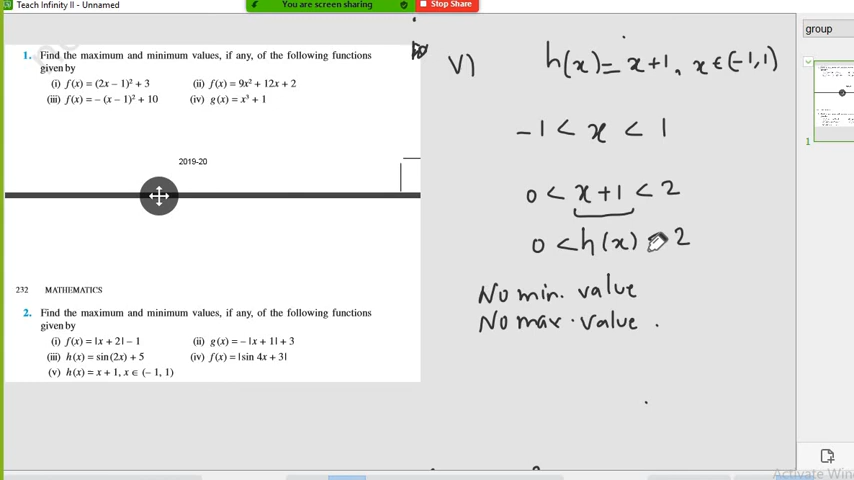 Teach Infinity II - Unnamed
You are screen sharing
Stop Share
group
1. Find the maximum and minimum values, if any, of the following functions
given by
(i) f(x) = (2x – 1)² + 3 (ii) f(x) = 9x² + 12x + 2
(iii) f(x) = – (x – 1)² + 10 (iv) g(x) = x³ + 1
2019-20
232 MATHEMATICS
2. Find the maximum and minimum values, if any, of the following functions
given by
(i) f(x) = |x + 2| – 1 (ii) g(x) = – |x + 1| + 3
(iii) h(x) = sin(2x) + 5 (iv) f(x) = |sin 4x + 3|
(v) h(x) = x + 1, x ∈ (– 1, 1)
V) h(x) = x+1, x ∈ (-1, 1)
-1 < x < 1
0 < x+1 < 2
0 < h(x) 2
No min. value
No max. value.
1
Activate Win